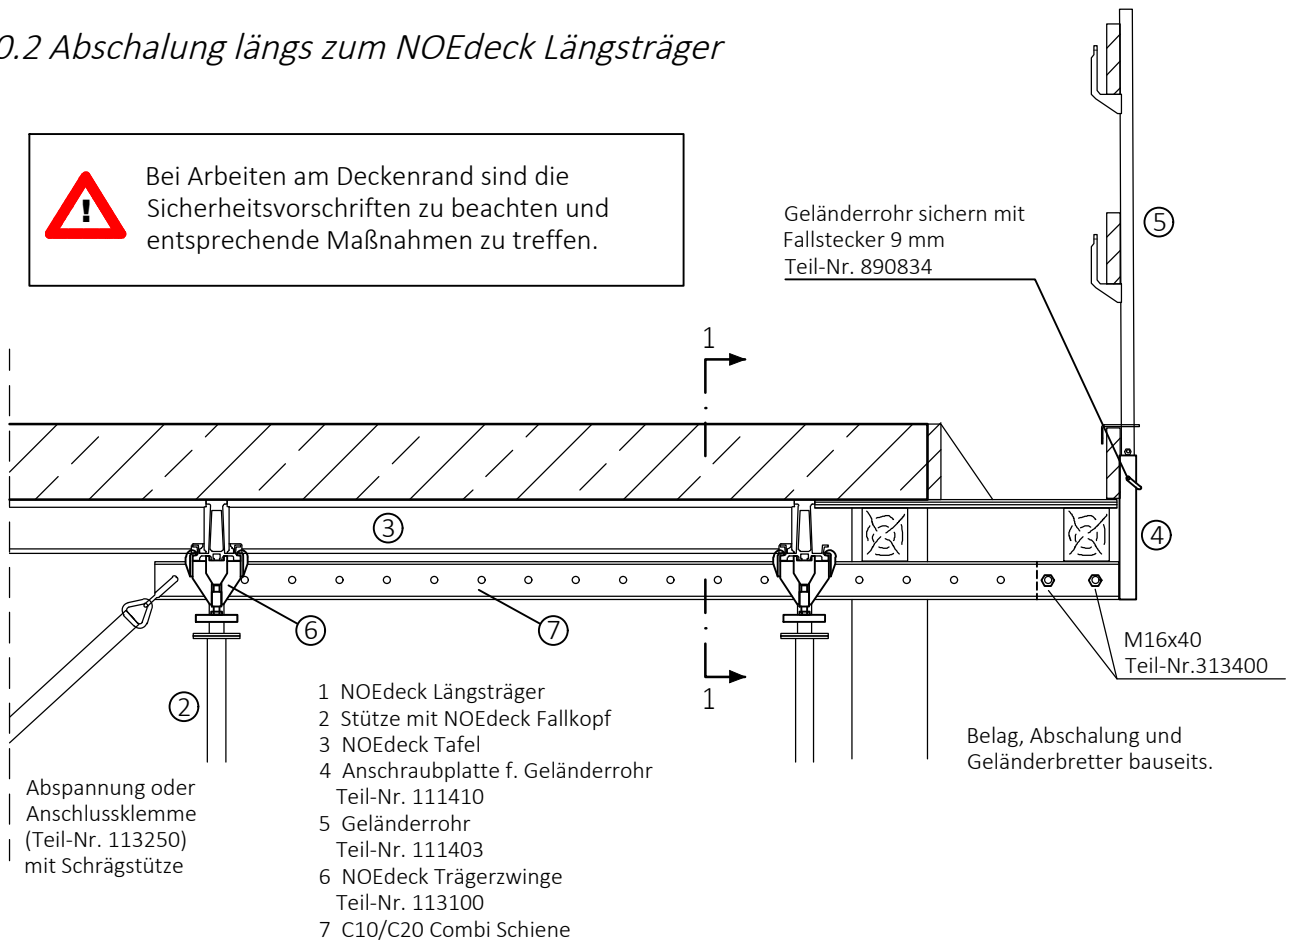 0.2 Abschalung längs zum NOEdeck Längsträger
Bei Arbeiten am Deckenrand sind die
Sicherheitsvorschriften zu beachten und
entsprechende Maßnahmen zu treffen.
!
Geländerrohr sichern mit
Fallstecker 9 mm
Teil-Nr. 890834
5
1
3
4
6
7
M16x40
Teil-Nr.313400
2
1
Belag, Abschalung und
Geländerbretter bauseits.
Abspannung oder
Anschlussklemme
(Teil-Nr. 113250)
mit Schrägstütze
1 NOEdeck Längsträger
2 Stütze mit NOEdeck Fallkopf
3 NOEdeck Tafel
4 Anschraubplatte f. Geländerrohr
Teil-Nr. 111410
5 Geländerrohr
Teil-Nr. 111403
6 NOEdeck Trägerzwinge
Teil-Nr. 113100
7 C10/C20 Combi Schiene